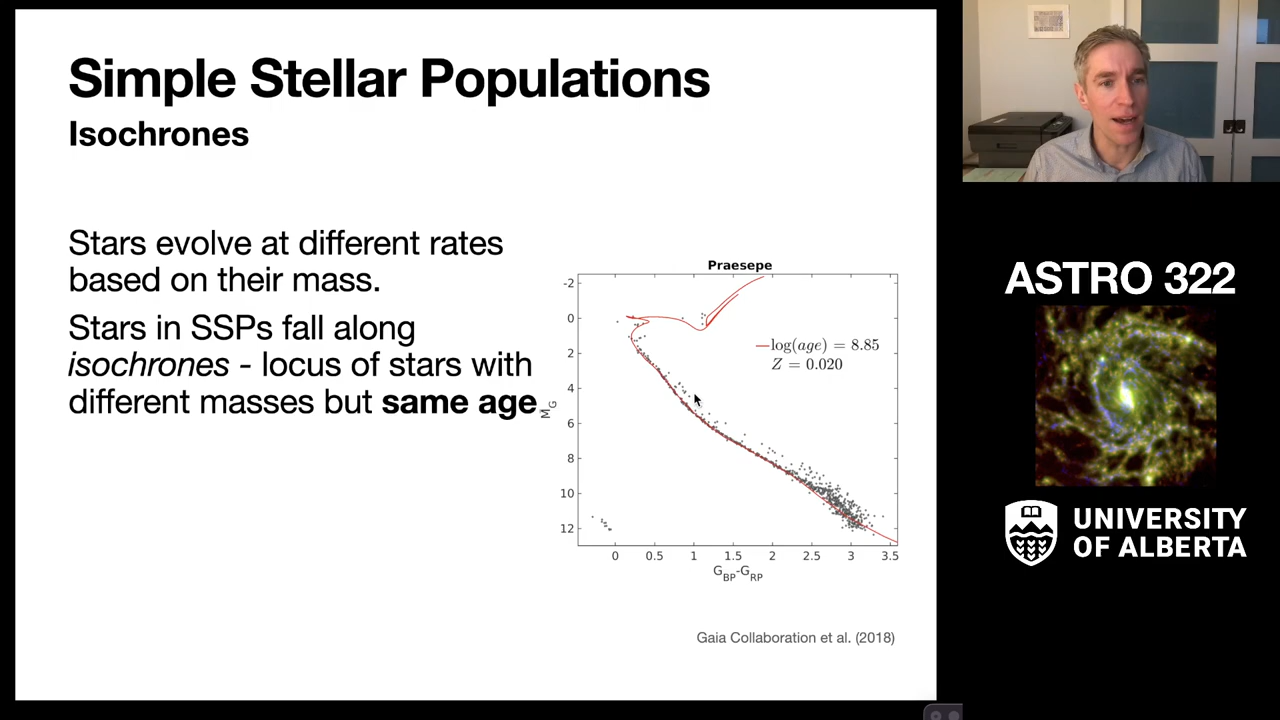 Simple Stellar Populations
Isochrones
Stars evolve at different rates
based on their mass.
Stars in SSPs fall along
isochrones - locus of stars with
different masses but same age
Praesepe
-2
0
2
4
6
8
10
12
M_G
log(age) = 8.85
Z = 0.020
0 0.5 1 1.5 2 2.5 3 3.5
G_BP-G_RP
Gaia Collaboration et al. (2018)
ASTRO 322
UNIVERSITY
OF ALBERTA